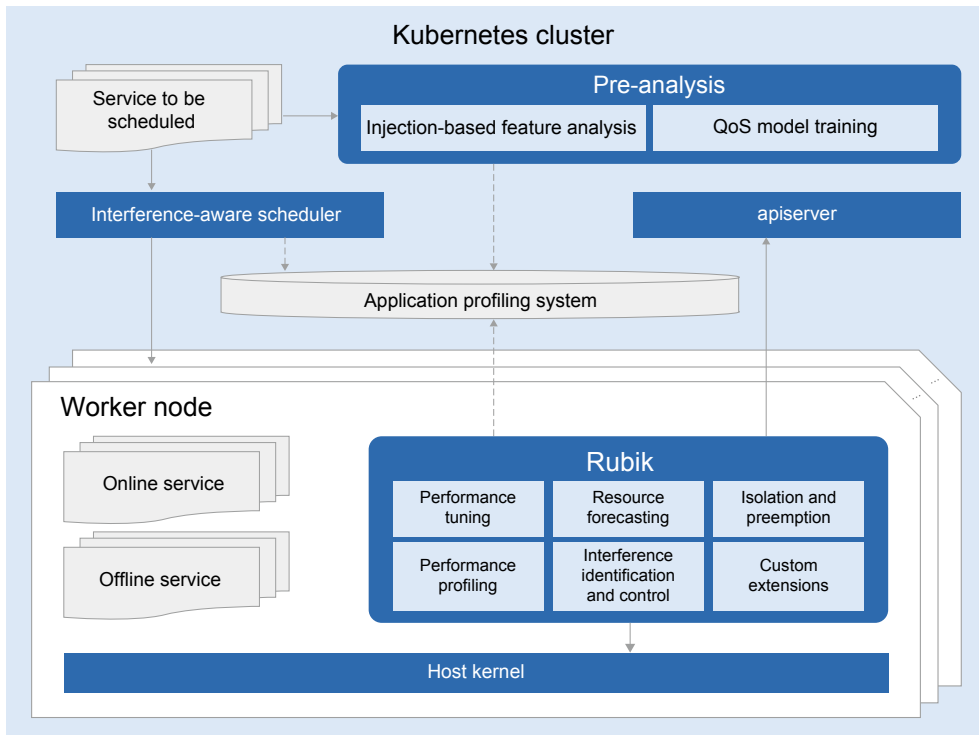 Kubernetes cluster
Service to be
scheduled
Pre-analysis
Injection-based feature analysis
QoS model training
Interference-aware scheduler
apiserver
Application profiling system
...
...
Worker node
Online service
Offline service
Rubik
Performance
tuning
Resource
forecasting
Isolation and
preemption
Performance
profiling
Interference
identification
and control
Custom
extensions
Host kernel